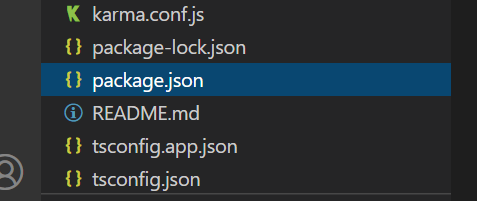 karma.conf.js
{} package-lock.json
{} package.json
README.md
{} tsconfig.app.json
{} tsconfig.json